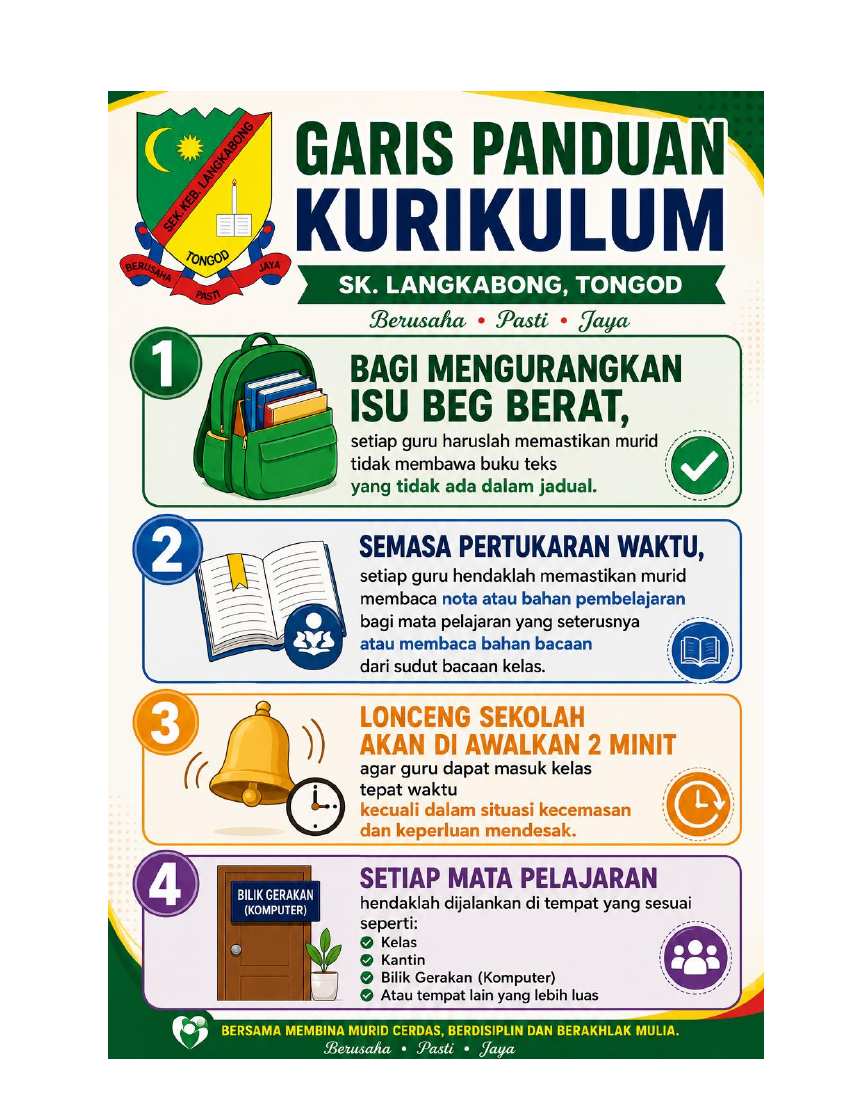 SEK. KEB. LANGKABONG
TONGOD
BERUSAHA
PASTI
JAYA
GARIS PANDUAN
KURIKULUM
SK. LANGKABONG, TONGOD
Berusaha • Pasti • Jaya
1
BAGI MENGURANGKAN
ISU BEG BERAT,
setiap guru haruslah memastikan murid
tidak membawa buku teks
yang tidak ada dalam jadual.
2
SEMASA PERTUKARAN WAKTU,
setiap guru hendaklah memastikan murid
membaca nota atau bahan pembelajaran
bagi mata pelajaran yang seterusnya
atau membaca bahan bacaan
dari sudut bacaan kelas.
3
LONCENG SEKOLAH
AKAN DI AWALKAN 2 MINIT
agar guru dapat masuk kelas
tepat waktu
kecuali dalam situasi kecemasan
dan keperluan mendesak.
4
BILIK GERAKAN
(KOMPUTER)
SETIAP MATA PELAJARAN
hendaklah dijalankan di tempat yang sesuai
seperti:
Kelas
Kantin
Bilik Gerakan (Komputer)
Atau tempat lain yang lebih luas
BERSAMA MEMBINA MURID CERDAS, BERDISIPLIN DAN BERAKHLAK MULIA.
Berusaha • Pasti • Jaya